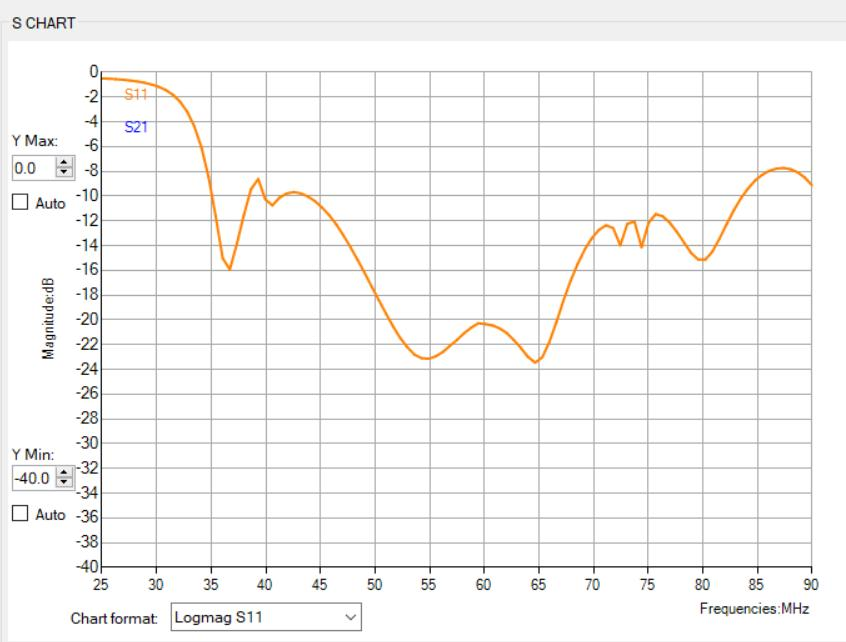 S CHART
0
-2
S11
-4
S21
Y Max:
-6
0.0
-8
Auto
-10
-12
-14
-16
Magnitude:dB
-18
-20
-22
-24
-26
-28
-30
Y Min:
-32
-40.0
-34
Auto
-36
-38
-40
25 30 35 40 45 50 55 60 65 70 75 80 85 90
Frequencies:MHz
Chart format: Logmag S11